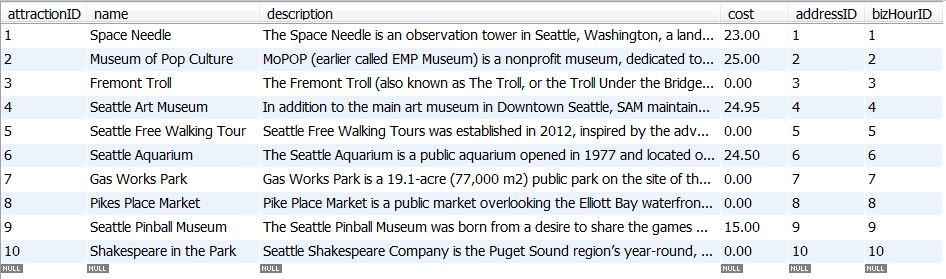 attractionID name description cost addressID bizHourID
1 Space Needle The Space Needle is an observation tower in Seattle, Washington, a land... 23.00 1 1
2 Museum of Pop Culture MoPOP (earlier called EMP Museum) is a nonprofit museum, dedicated to... 25.00 2 2
3 Fremont Troll The Fremont Troll (also known as The Troll, or the Troll Under the Bridge... 0.00 3 3
4 Seattle Art Museum In addition to the main art museum in Downtown Seattle, SAM maintain... 24.95 4 4
5 Seattle Free Walking Tour Seattle Free Walking Tours was established in 2012, inspired by the adv... 0.00 5 5
6 Seattle Aquarium The Seattle Aquarium is a public aquarium opened in 1977 and located o... 24.50 6 6
7 Gas Works Park Gas Works Park is a 19.1-acre (77,000 m2) public park on the site of th... 0.00 7 7
8 Pikes Place Market Pike Place Market is a public market overlooking the Elliott Bay waterfron... 0.00 8 8
9 Seattle Pinball Museum The Seattle Pinball Museum was born from a desire to share the games ... 15.00 9 9
10 Shakespeare in the Park Seattle Shakespeare Company is the Puget Sound region’s year-round, ... 0.00 10 10
NULL NULL NULL NULL NULL NULL